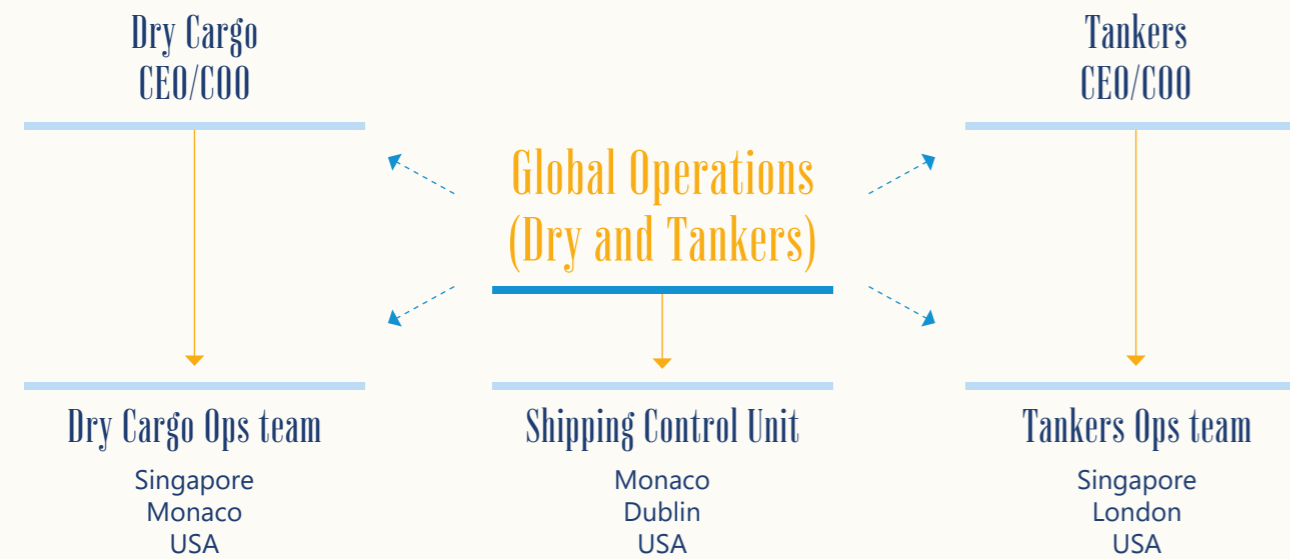 Dry Cargo
CEO/COO
Tankers
CEO/COO
Global Operations
(Dry and Tankers)
Dry Cargo Ops team
Singapore
Monaco
USA
Shipping Control Unit
Monaco
Dublin
USA
Tankers Ops team
Singapore
London
USA